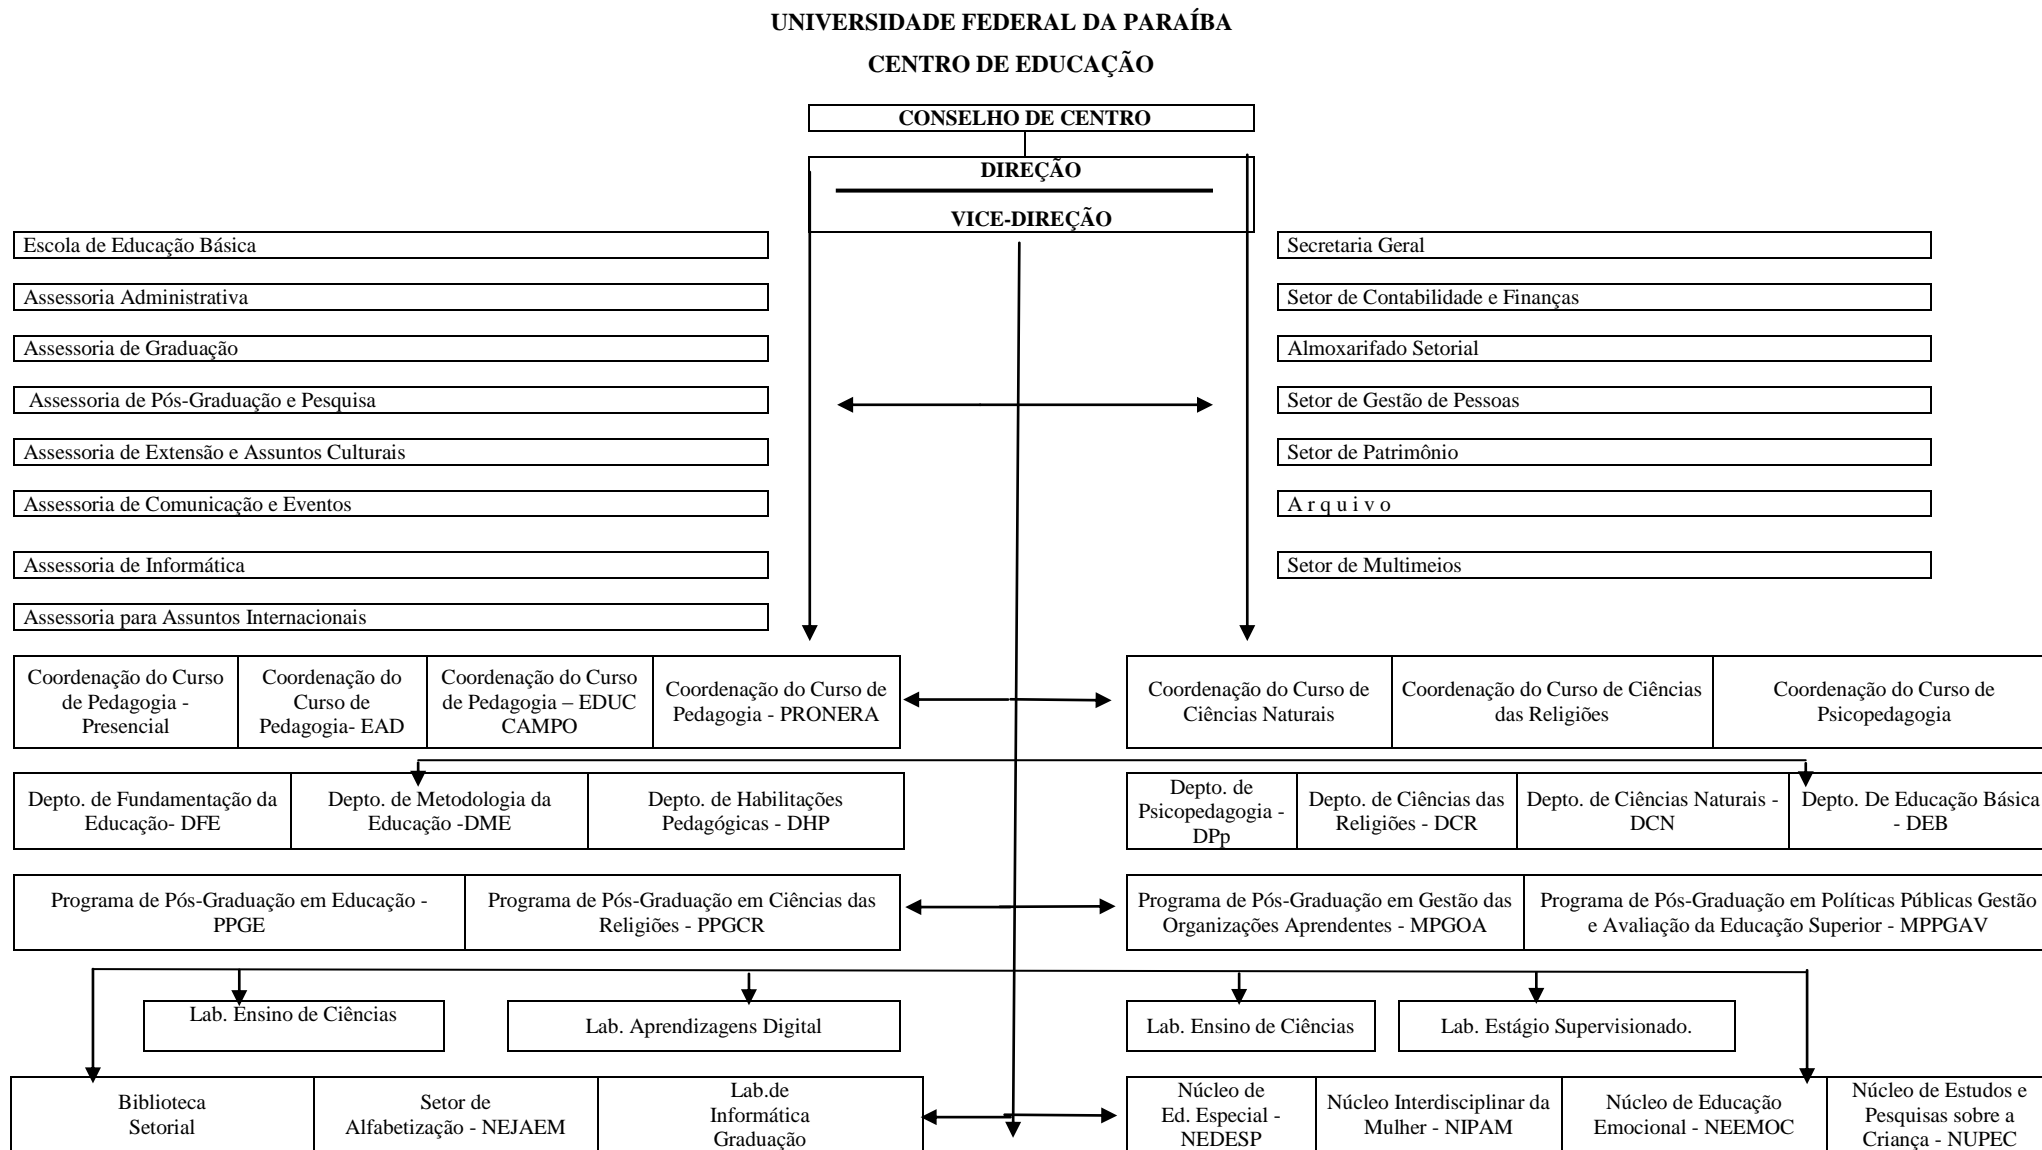 UNIVERSIDADE FEDERAL DA PARAÍBA
CENTRO DE EDUCAÇÃO
CONSELHO DE CENTRO
DIREÇÃO
VICE-DIREÇÃO
Escola de Educação Básica
Assessoria Administrativa
Assessoria de Graduação
Assessoria de Pós-Graduação e Pesquisa
Assessoria de Extensão e Assuntos Culturais
Assessoria de Comunicação e Eventos
Assessoria de Informática
Assessoria para Assuntos Internacionais
Secretaria Geral
Setor de Contabilidade e Finanças
Almoxarifado Setorial
Setor de Gestão de Pessoas
Setor de Patrimônio
A r q u i v o
Setor de Multimeios
Coordenação do Curso
de Pedagogia -
Presencial
Coordenação do
Curso de
Pedagogia- EAD
Coordenação do Curso
de Pedagogia – EDUC
CAMPO
Coordenação do Curso de
Pedagogia - PRONERA
Coordenação do Curso de
Ciências Naturais
Coordenação do Curso de Ciências
das Religiões
Coordenação do Curso de
Psicopedagogia
Depto. de Fundamentação da
Educação- DFE
Depto. de Metodologia da
Educação -DME
Depto. de Habilitações
Pedagógicas - DHP
Depto. de
Psicopedagogia -
DPp
Depto. de Ciências das
Religiões - DCR
Depto. de Ciências Naturais -
DCN
Depto. De Educação Básica
- DEB
Programa de Pós-Graduação em Educação -
PPGE
Programa de Pós-Graduação em Ciências das
Religiões - PPGCR
Programa de Pós-Graduação em Gestão das
Organizações Aprendentes - MPGOA
Programa de Pós-Graduação em Políticas Públicas Gestão
e Avaliação da Educação Superior - MPPGAV
Lab. Ensino de Ciências
Lab. Aprendizagens Digital
Lab. Ensino de Ciências
Lab. Estágio Supervisionado.
Biblioteca
Setorial
Setor de
Alfabetização - NEJAEM
Lab.de
Informática
Graduação
Núcleo de
Ed. Especial -
NEDESP
Núcleo Interdisciplinar da
Mulher - NIPAM
Núcleo de Educação
Emocional - NEEMOC
Núcleo de Estudos e
Pesquisas sobre a
Criança - NUPEC